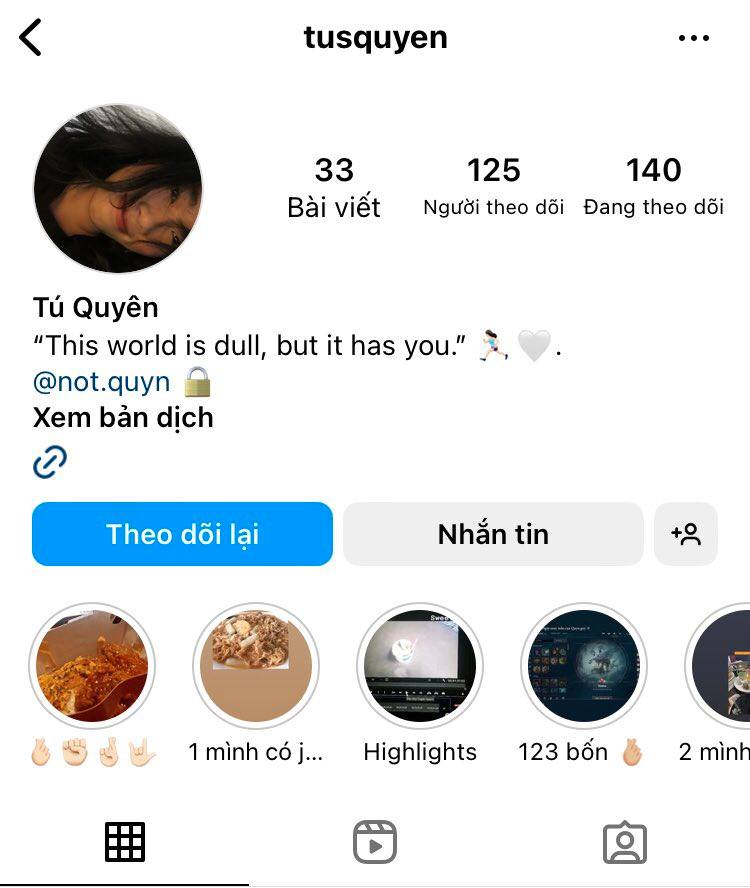 tusquyen
33 125 140
Bài viết Người theo dõi Đang theo dõi
Tú Quyên
“This world is dull, but it has you.” 🏃🏻‍♀️ 🤍.
@not.quyn 🔒
Xem bản dịch
Theo dõi lại Nhắn tin
🫰🏻✊🏻🤞🏻🤟🏻 1 mình có j... Highlights 123 bốn 🫰🏻 2 mình